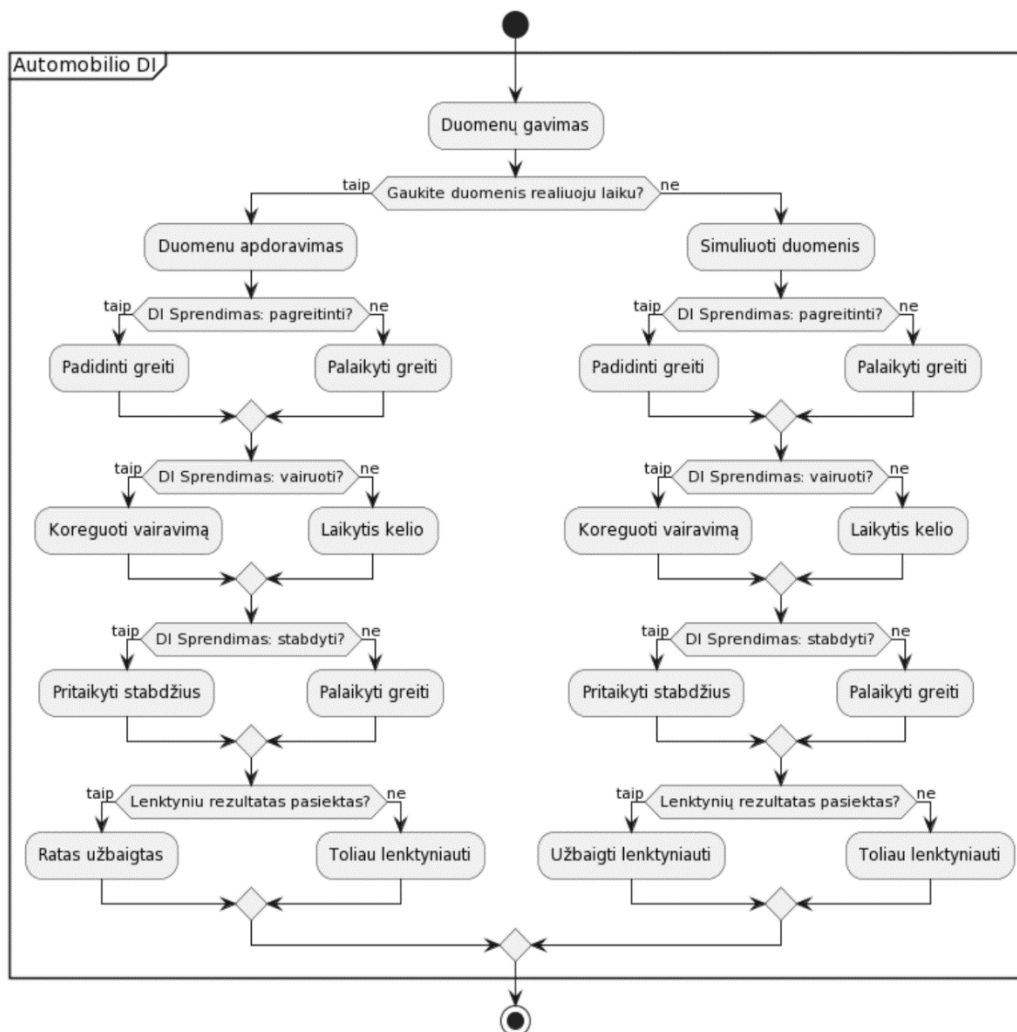 Automobilio DI
Duomenų gavimas
taip
Gaukite duomenis realiuoju laiku?
ne
Duomenu apdoravimas
taip
DI Sprendimas: pagreitinti?
ne
Padidinti greiti
Palaikyti greiti
taip
DI Sprendimas: vairuoti?
ne
Koreguoti vairavimą
Laikytis kelio
taip
DI Sprendimas: stabdyti?
ne
Pritaikyti stabdžius
Palaikyti greiti
taip
Lenktyniu rezultatas pasiektas?
ne
Ratas užbaigtas
Toliau lenktyniauti
Simuliuoti duomenis
taip
DI Sprendimas: pagreitinti?
ne
Padidinti greiti
Palaikyti greiti
taip
DI Sprendimas: vairuoti?
ne
Koreguoti vairavimą
Laikytis kelio
taip
DI Sprendimas: stabdyti?
ne
Pritaikyti stabdžius
Palaikyti greiti
taip
Lenktynių rezultatas pasiektas?
ne
Užbaigti lenktyniauti
Toliau lenktyniauti